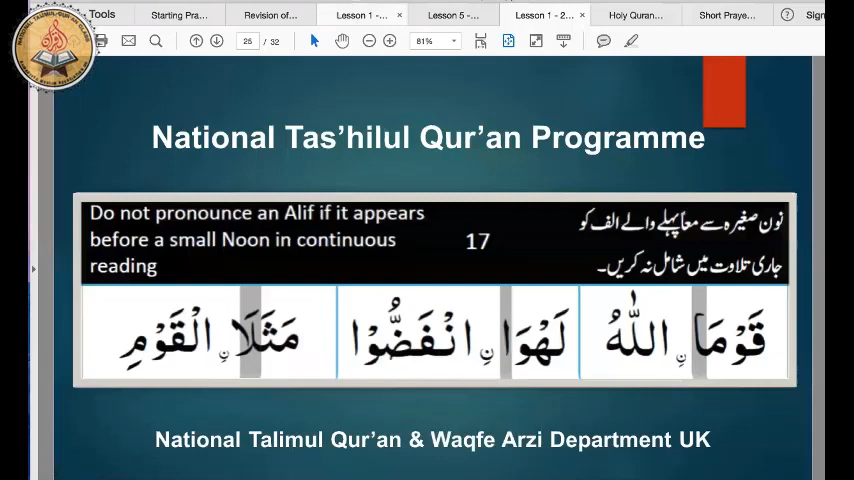 Tools
Starting Pra...
Revision of...
Lesson 1 -...
Lesson 5 -...
Lesson 1 - 2...
Holy Quran...
Short Praye...
Sign
25 / 32
81%
National Tas’hilul Qur’an Programme
Do not pronounce an Alif if it appears
before a small Noon in continuous
reading
17
نون صغیرہ سے معاً پہلے والے الف کو
جاری تلاوت میں شامل نہ کریں۔
قَوْمَا ۨ اللّٰهُ
لَهْوَا ۨ انْفَضُّوْا
مَثَلَا ۨ الْقَوْمِ
National Talimul Qur’an & Waqfe Arzi Department UK